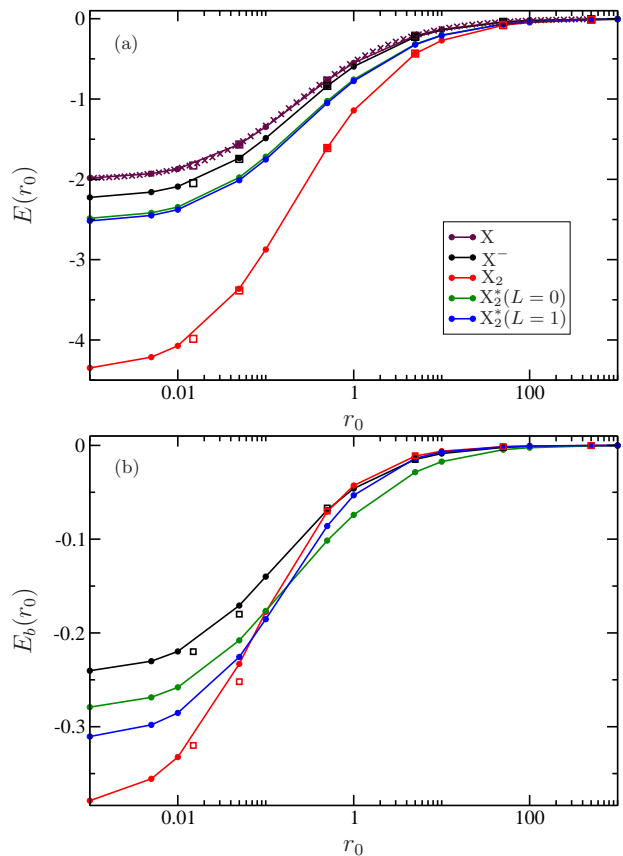 0
(a)
-1
-2
E(r₀)
-3
-4
X
X⁻
X₂
X₂*(L = 0)
X₂*(L = 1)
0.01
1
100
r₀
0
(b)
-0.1
-0.2
E_b(r₀)
-0.3
0.01
1
100
r₀